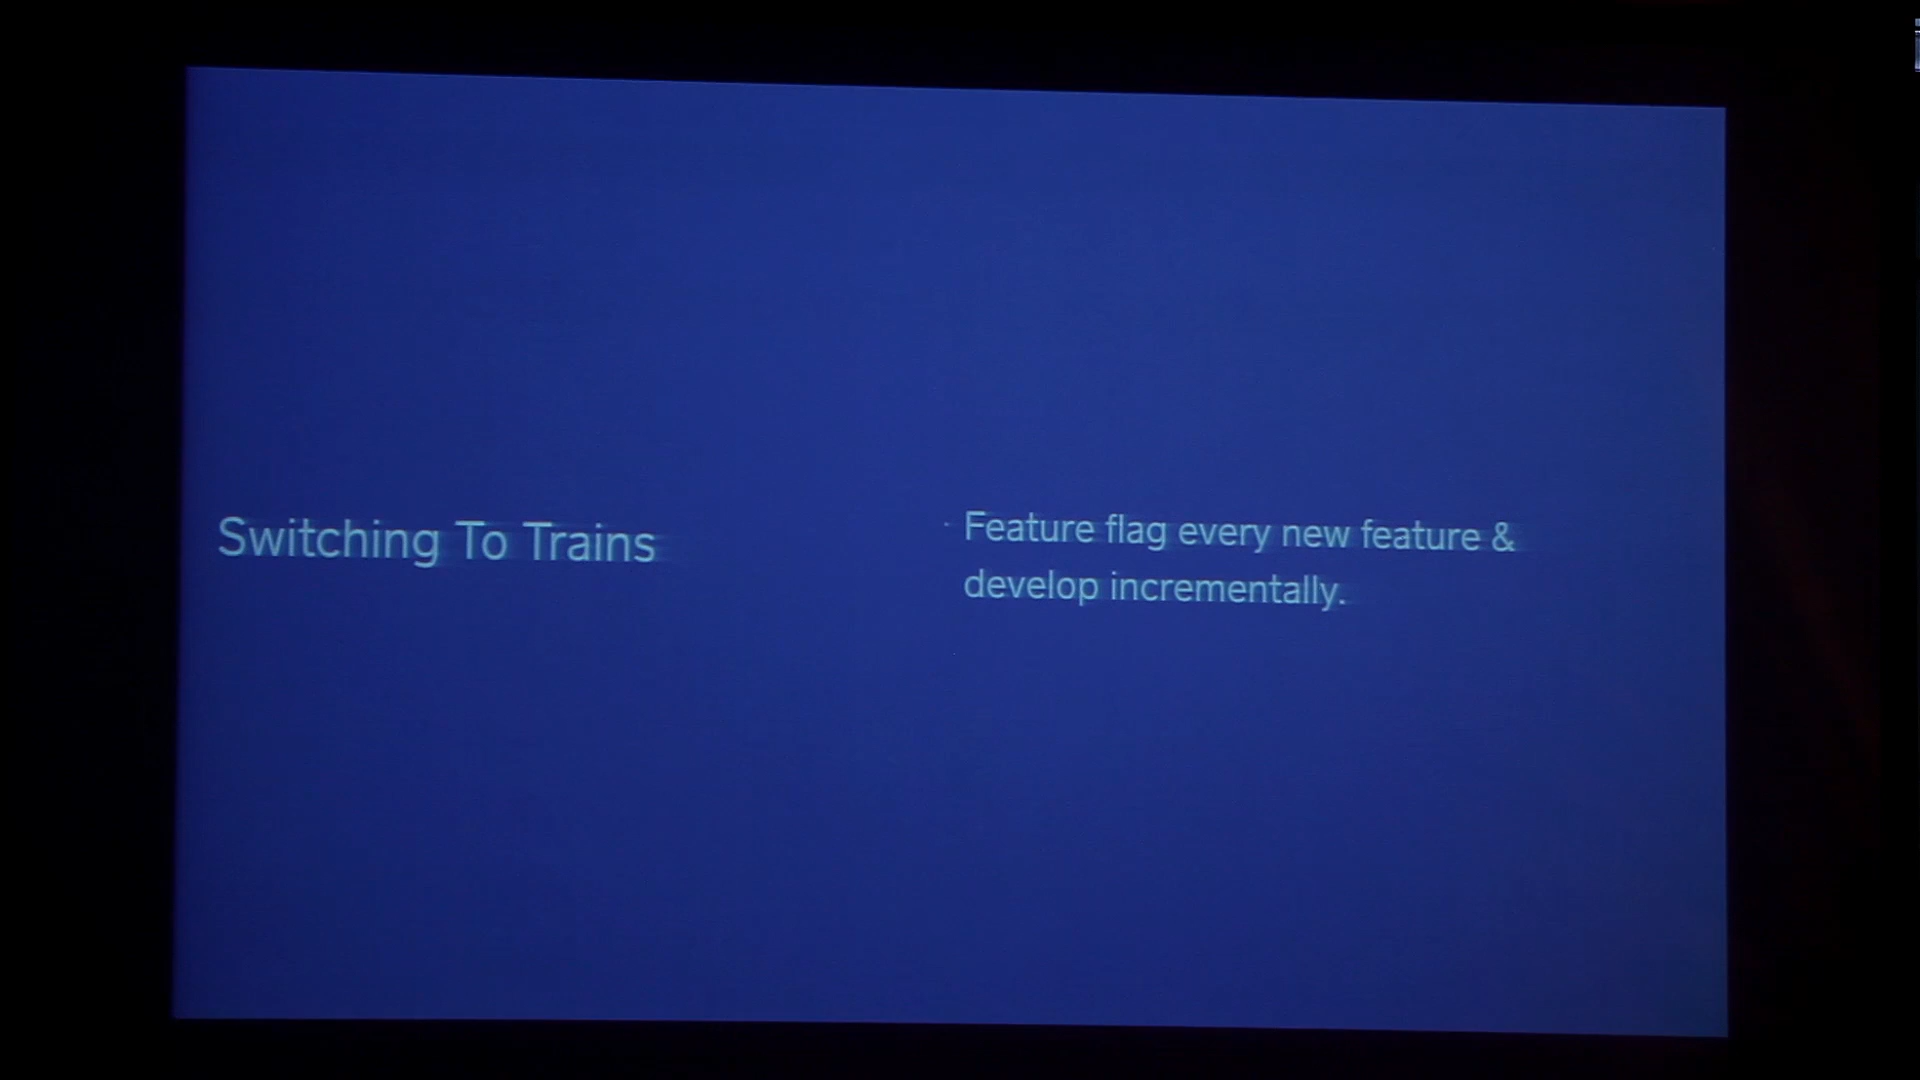 Switching To Trains
· Feature flag every new feature &
develop incrementally.